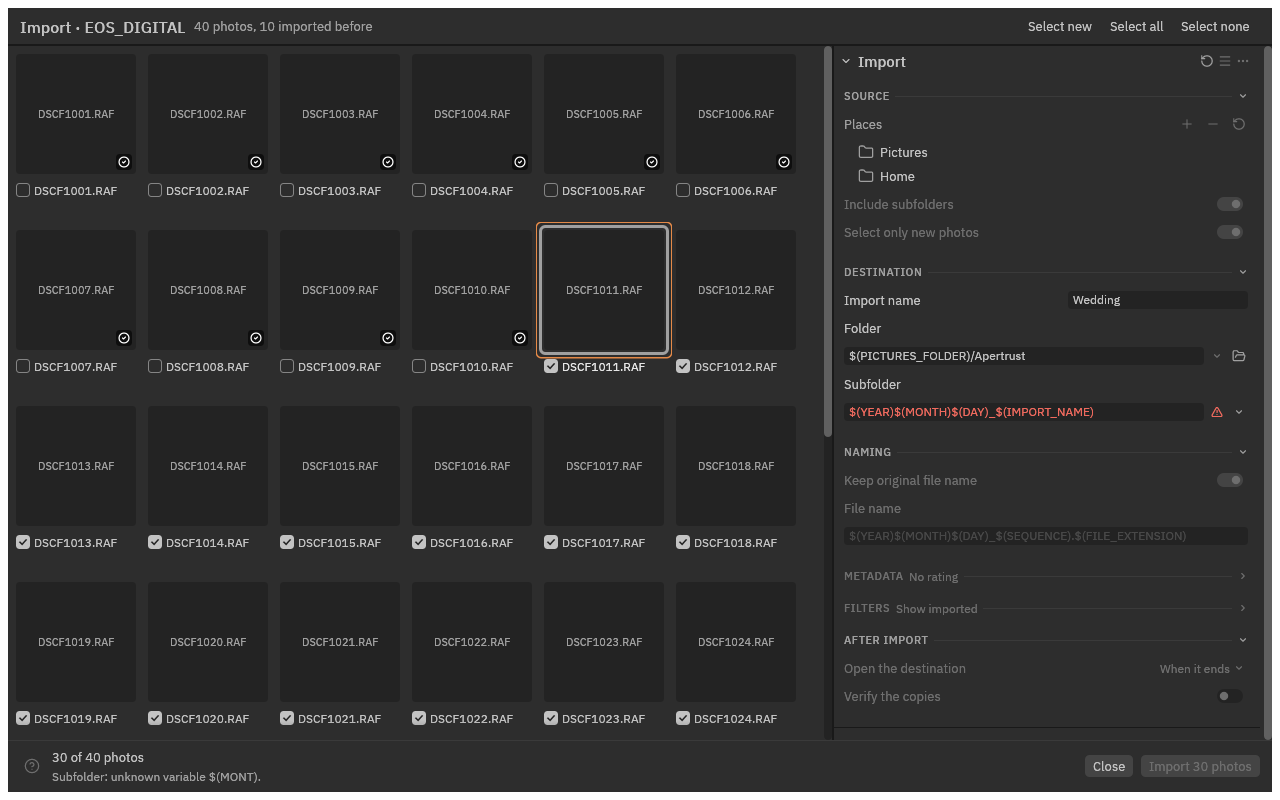 Import · EOS_DIGITAL 40 photos, 10 imported before Select new Select all Select none
DSCF1001.RAF DSCF1002.RAF DSCF1003.RAF DSCF1004.RAF DSCF1005.RAF DSCF1006.RAF
DSCF1001.RAF DSCF1002.RAF DSCF1003.RAF DSCF1004.RAF DSCF1005.RAF DSCF1006.RAF
DSCF1007.RAF DSCF1008.RAF DSCF1009.RAF DSCF1010.RAF DSCF1011.RAF DSCF1012.RAF
DSCF1007.RAF DSCF1008.RAF DSCF1009.RAF DSCF1010.RAF DSCF1011.RAF DSCF1012.RAF
DSCF1013.RAF DSCF1014.RAF DSCF1015.RAF DSCF1016.RAF DSCF1017.RAF DSCF1018.RAF
DSCF1013.RAF DSCF1014.RAF DSCF1015.RAF DSCF1016.RAF DSCF1017.RAF DSCF1018.RAF
DSCF1019.RAF DSCF1020.RAF DSCF1021.RAF DSCF1022.RAF DSCF1023.RAF DSCF1024.RAF
DSCF1019.RAF DSCF1020.RAF DSCF1021.RAF DSCF1022.RAF DSCF1023.RAF DSCF1024.RAF
Import
SOURCE
Places
Pictures
Home
Include subfolders
Select only new photos
DESTINATION
Import name Wedding
Folder
$(PICTURES_FOLDER)/Apertrust
Subfolder
$(YEAR)$(MONTH)$(DAY)_$(IMPORT_NAME)
NAMING
Keep original file name
File name
$(YEAR)$(MONTH)$(DAY)_$(SEQUENCE).$(FILE_EXTENSION)
METADATA No rating
FILTERS Show imported
AFTER IMPORT
Open the destination When it ends
Verify the copies
30 of 40 photos
Subfolder: unknown variable $(MONT).
Close Import 30 photos